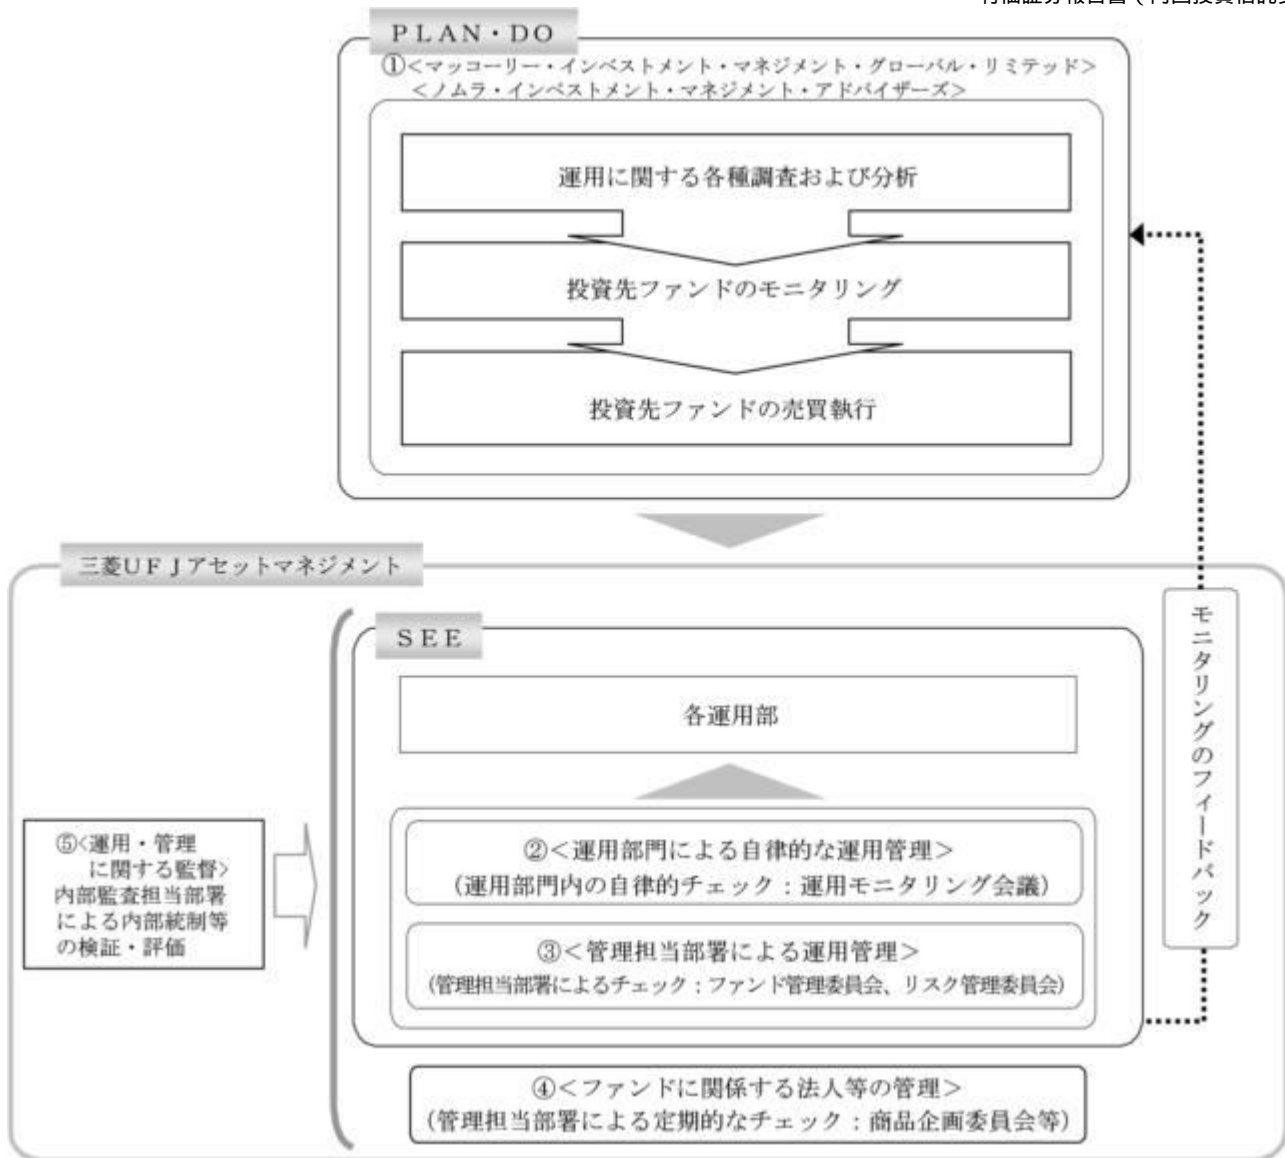 ＰＬＡＮ・ＤＯ
①＜マッコーリー・インベストメント・マネジメント・グローバル・リミテッド＞
＜ノムラ・インベストメント・マネジメント・アドバイザーズ＞
運用に関する各種調査および分析
投資先ファンドのモニタリング
投資先ファンドの売買執行
三菱ＵＦＪアセットマネジメント
ＳＥＥ
各運用部
②＜運用部門による自律的な運用管理＞
（運用部門内の自律的チェック：運用モニタリング会議）
③＜管理担当部署による運用管理＞
（管理担当部署によるチェック：ファンド管理委員会、リスク管理委員会）
④＜ファンドに関係する法人等の管理＞
（管理担当部署による定期的なチェック：商品企画委員会等）
⑤<運用・管理
に関する監督>
内部監査担当部署
による内部統制等
の検証・評価
モニタリングのフィードバック